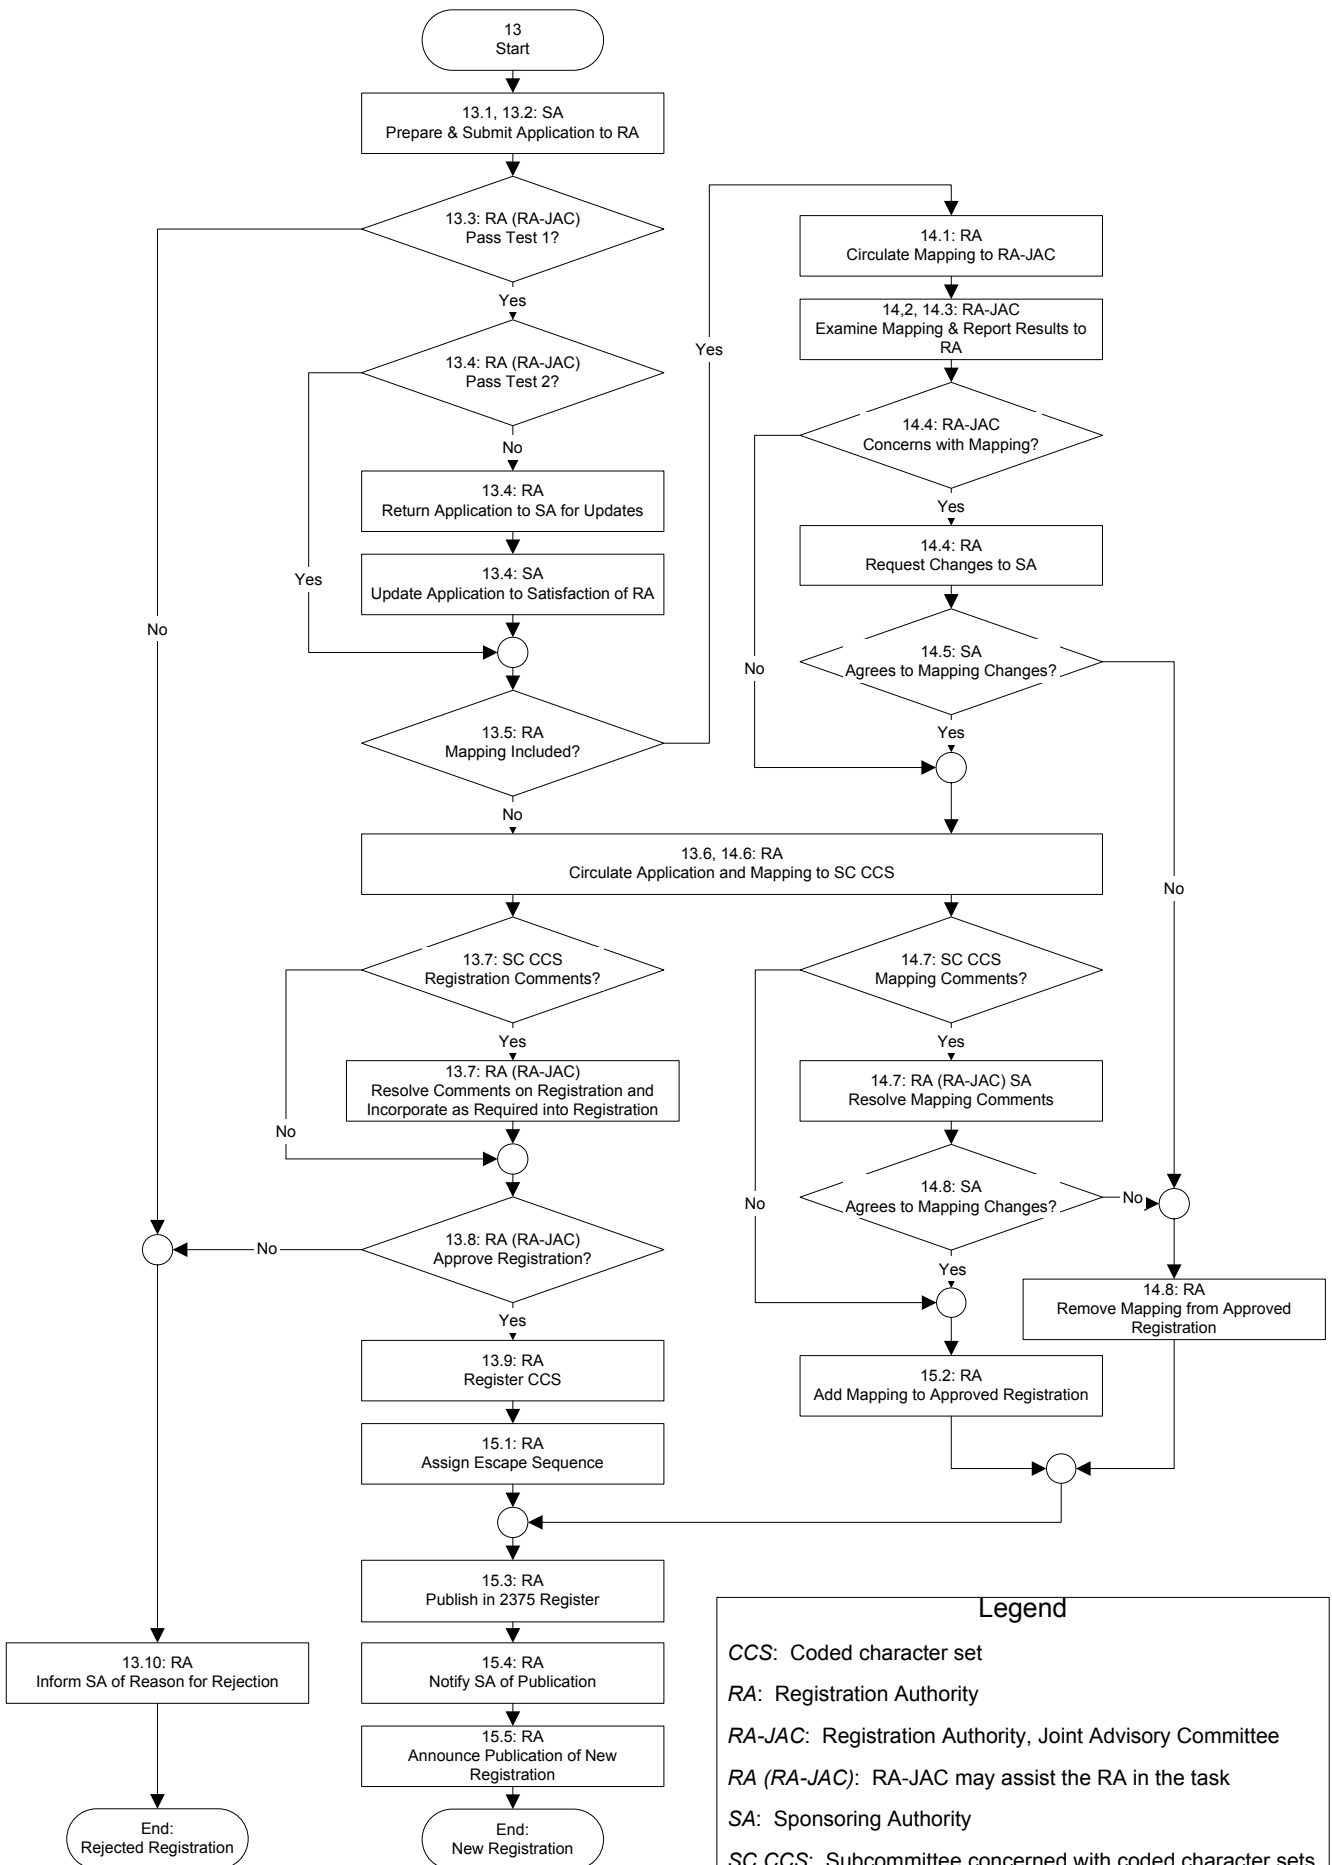 13
Start
13.1, 13.2: SA
Prepare & Submit Application to RA
13.3: RA (RA-JAC)
Pass Test 1?
Yes
No
13.4: RA (RA-JAC)
Pass Test 2?
No
Yes
13.4: RA
Return Application to SA for Updates
13.4: SA
Update Application to Satisfaction of RA
13.5: RA
Mapping Included?
No
Yes
14.1: RA
Circulate Mapping to RA-JAC
14,2, 14.3: RA-JAC
Examine Mapping & Report Results to
RA
14.4: RA-JAC
Concerns with Mapping?
Yes
No
14.4: RA
Request Changes to SA
14.5: SA
Agrees to Mapping Changes?
Yes
No
13.6, 14.6: RA
Circulate Application and Mapping to SC CCS
13.7: SC CCS
Registration Comments?
Yes
No
13.7: RA (RA-JAC)
Resolve Comments on Registration and
Incorporate as Required into Registration
13.8: RA (RA-JAC)
Approve Registration?
No
Yes
14.7: SC CCS
Mapping Comments?
Yes
No
14.7: RA (RA-JAC) SA
Resolve Mapping Comments
14.8: SA
Agrees to Mapping Changes?
No
Yes
14.8: RA
Remove Mapping from Approved
Registration
15.2: RA
Add Mapping to Approved Registration
13.9: RA
Register CCS
15.1: RA
Assign Escape Sequence
15.3: RA
Publish in 2375 Register
15.4: RA
Notify SA of Publication
15.5: RA
Announce Publication of New
Registration
End:
New Registration
13.10: RA
Inform SA of Reason for Rejection
End:
Rejected Registration
Legend
CCS: Coded character set
RA: Registration Authority
RA-JAC: Registration Authority, Joint Advisory Committee
RA (RA-JAC): RA-JAC may assist the RA in the task
SA: Sponsoring Authority
SC CCS: Subcommittee concerned with coded character sets